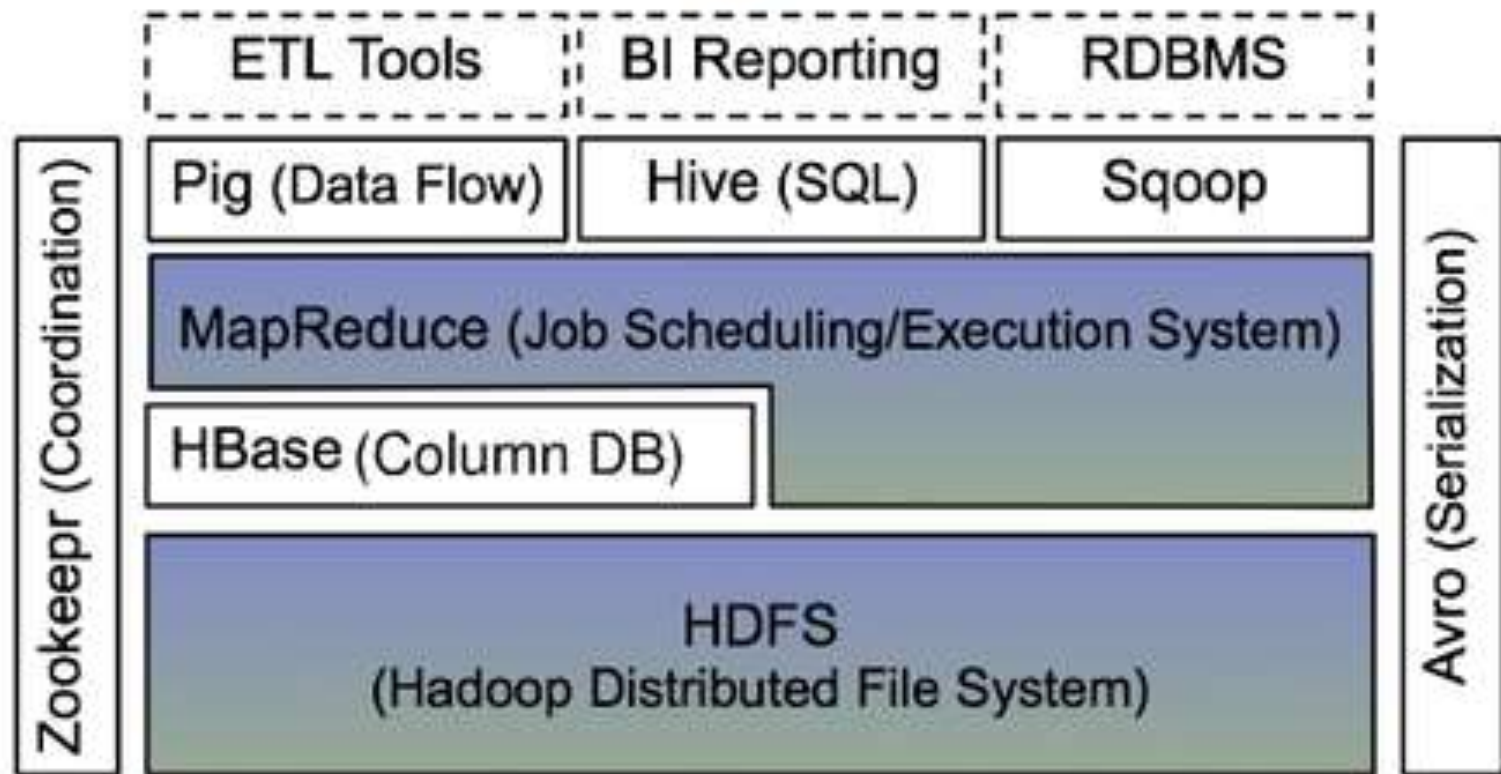 ETL Tools
BI Reporting
RDBMS
Zookeepr (Coordination)
Pig (Data Flow)
Hive (SQL)
Sqoop
Avro (Serialization)
MapReduce (Job Scheduling/Execution System)
HBase (Column DB)
HDFS
(Hadoop Distributed File System)